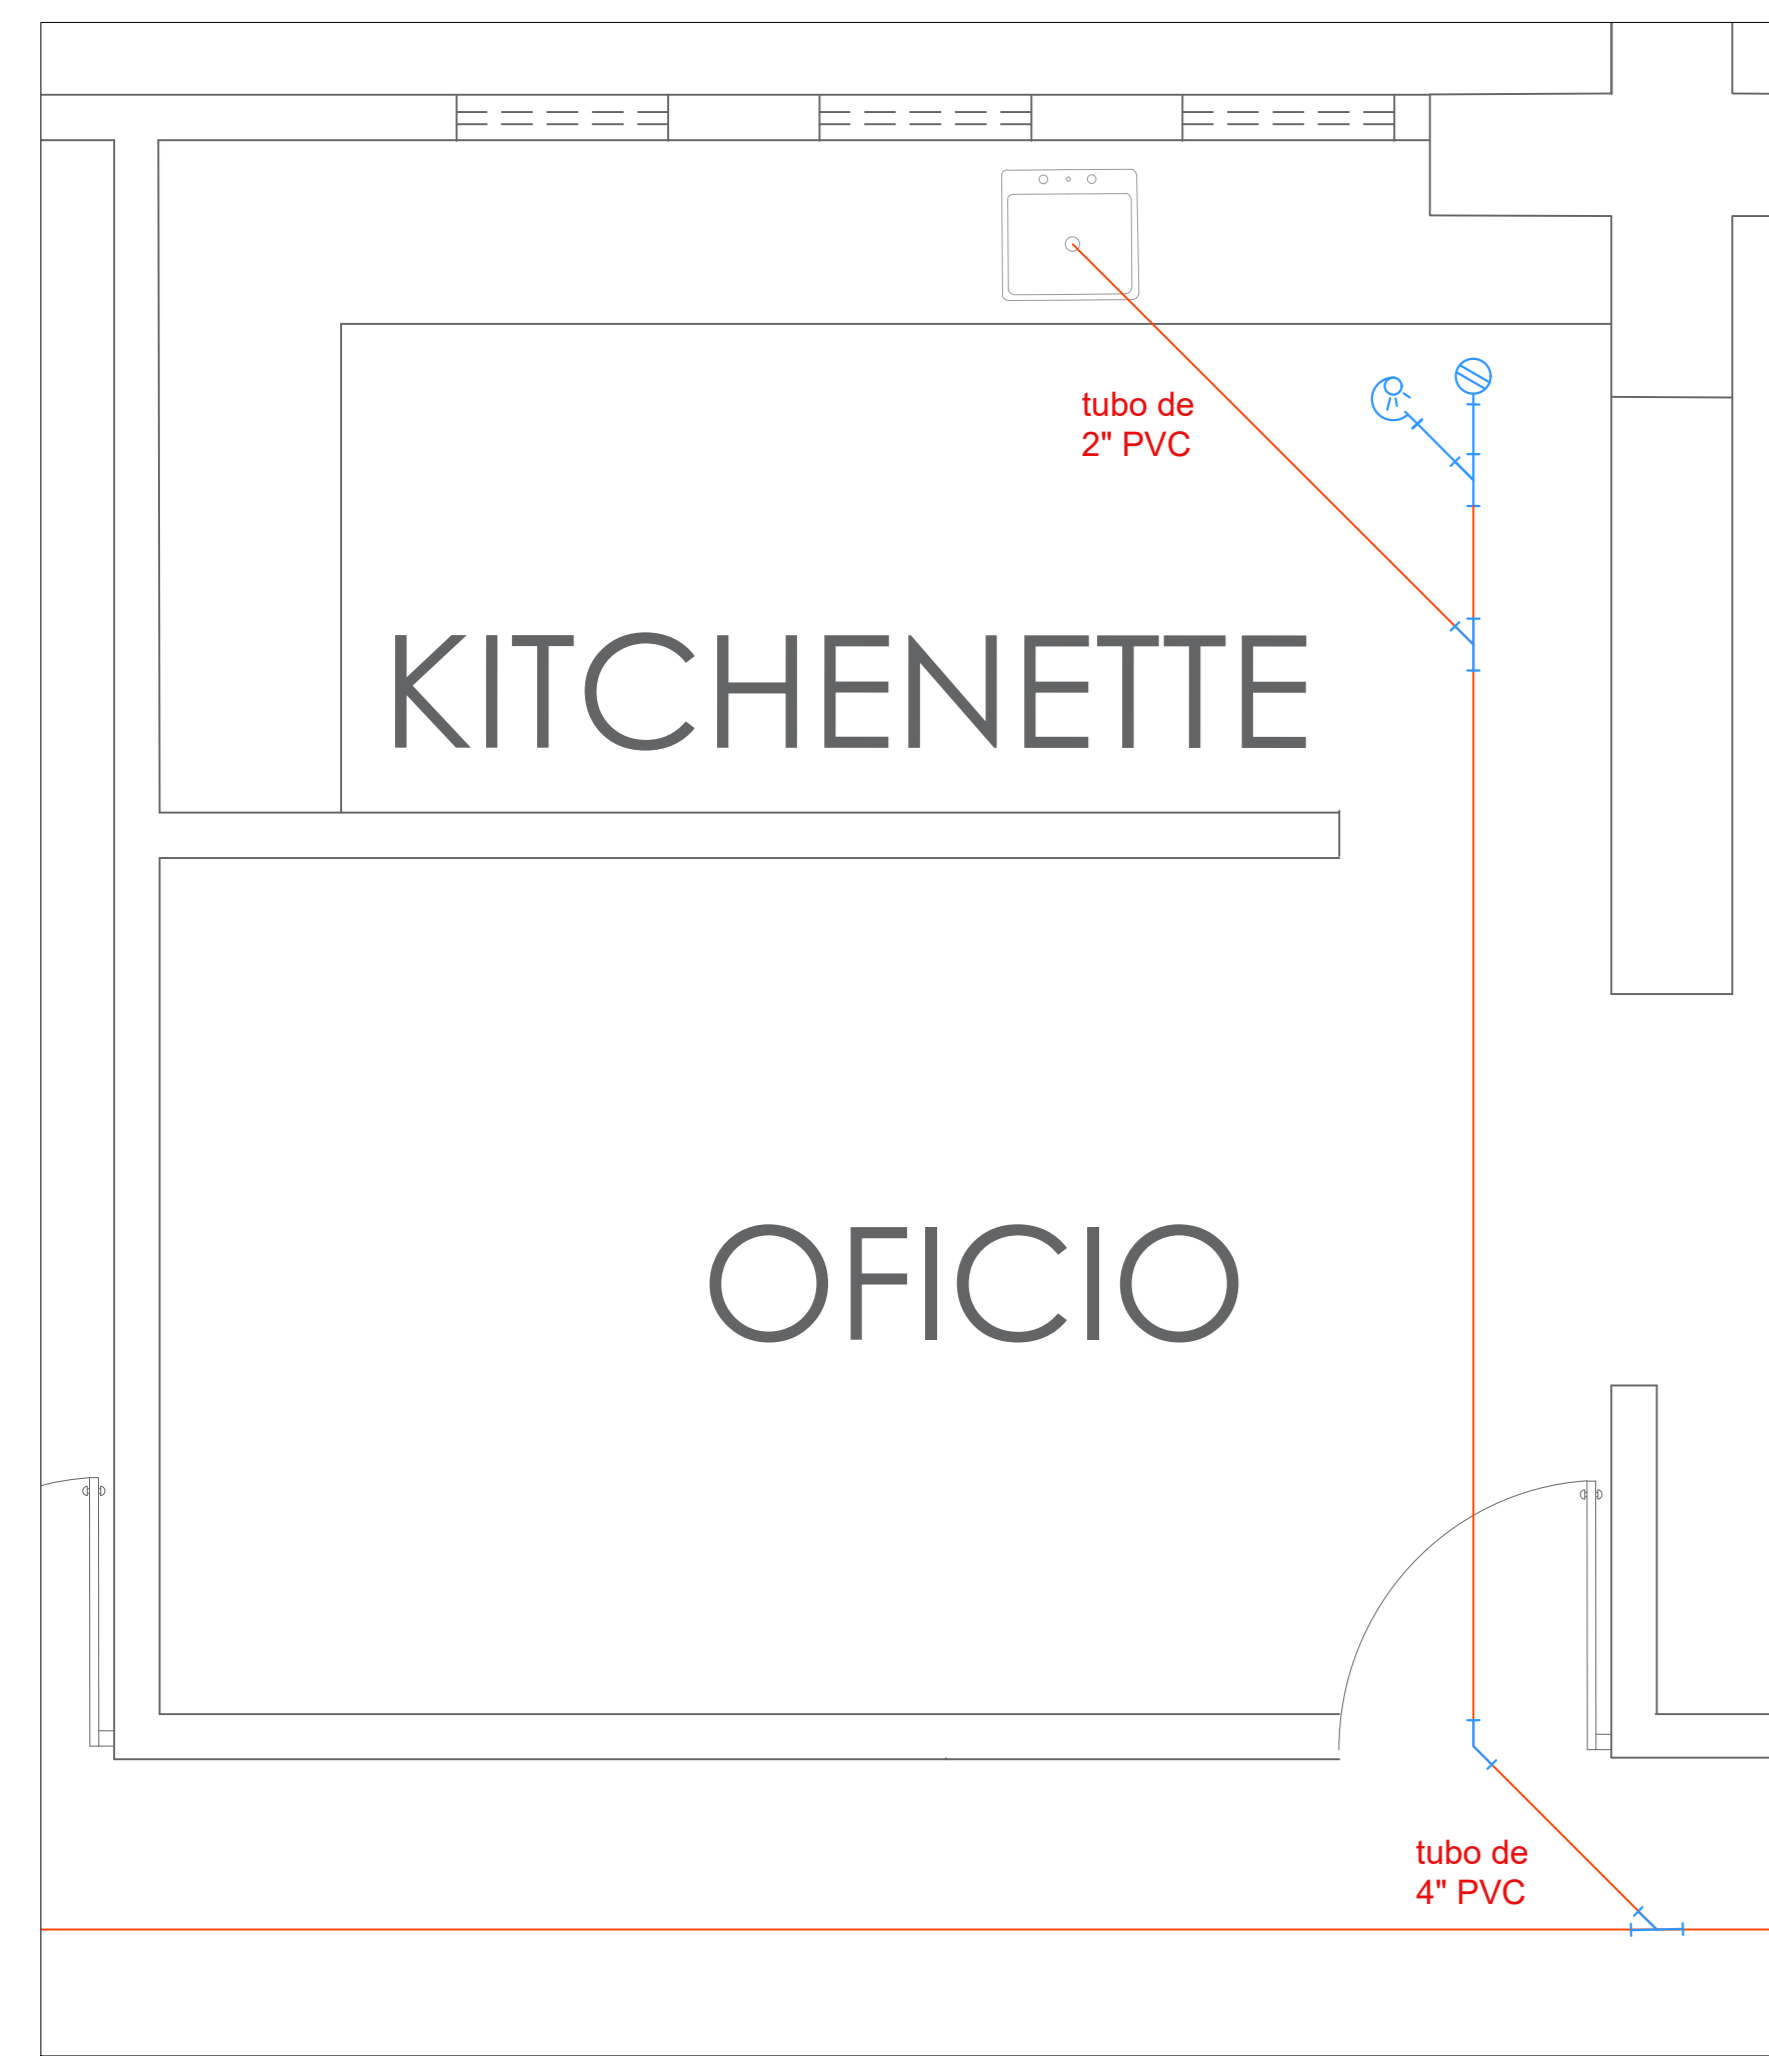 tubo de
2" PVC
KITCHENETTE
OFICIO
tubo de
4" PVC